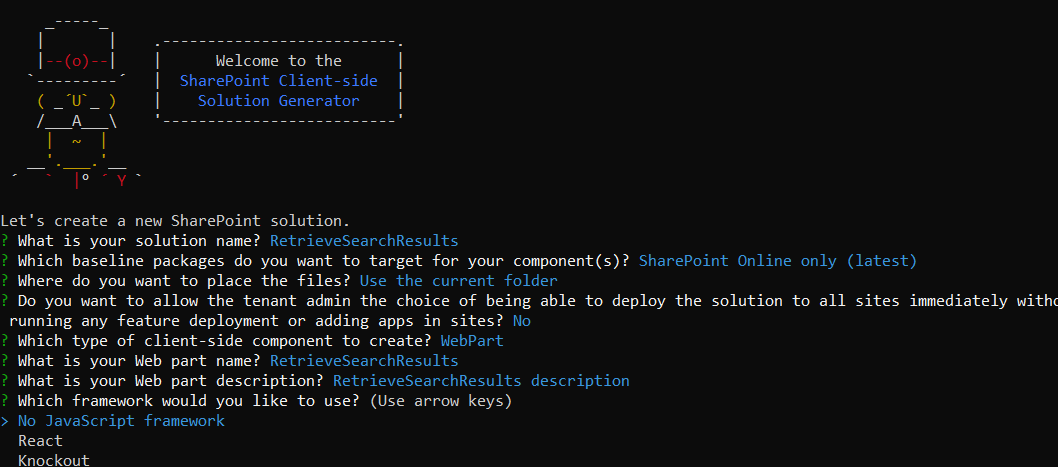 Welcome to the
SharePoint Client-side
Solution Generator
Let's create a new SharePoint solution.
? What is your solution name? RetrieveSearchResults
? Which baseline packages do you want to target for your component(s)? SharePoint Online only (latest)
? Where do you want to place the files? Use the current folder
? Do you want to allow the tenant admin the choice of being able to deploy the solution to all sites immediately witho
running any feature deployment or adding apps in sites? No
? Which type of client-side component to create? WebPart
? What is your Web part name? RetrieveSearchResults
? What is your Web part description? RetrieveSearchResults description
? Which framework would you like to use? (Use arrow keys)
> No JavaScript framework
React
Knockout